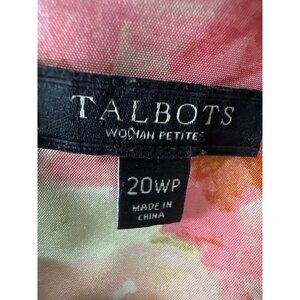 TALBOTS
WOMAN PETITES
20WP
MADE IN
CHINA